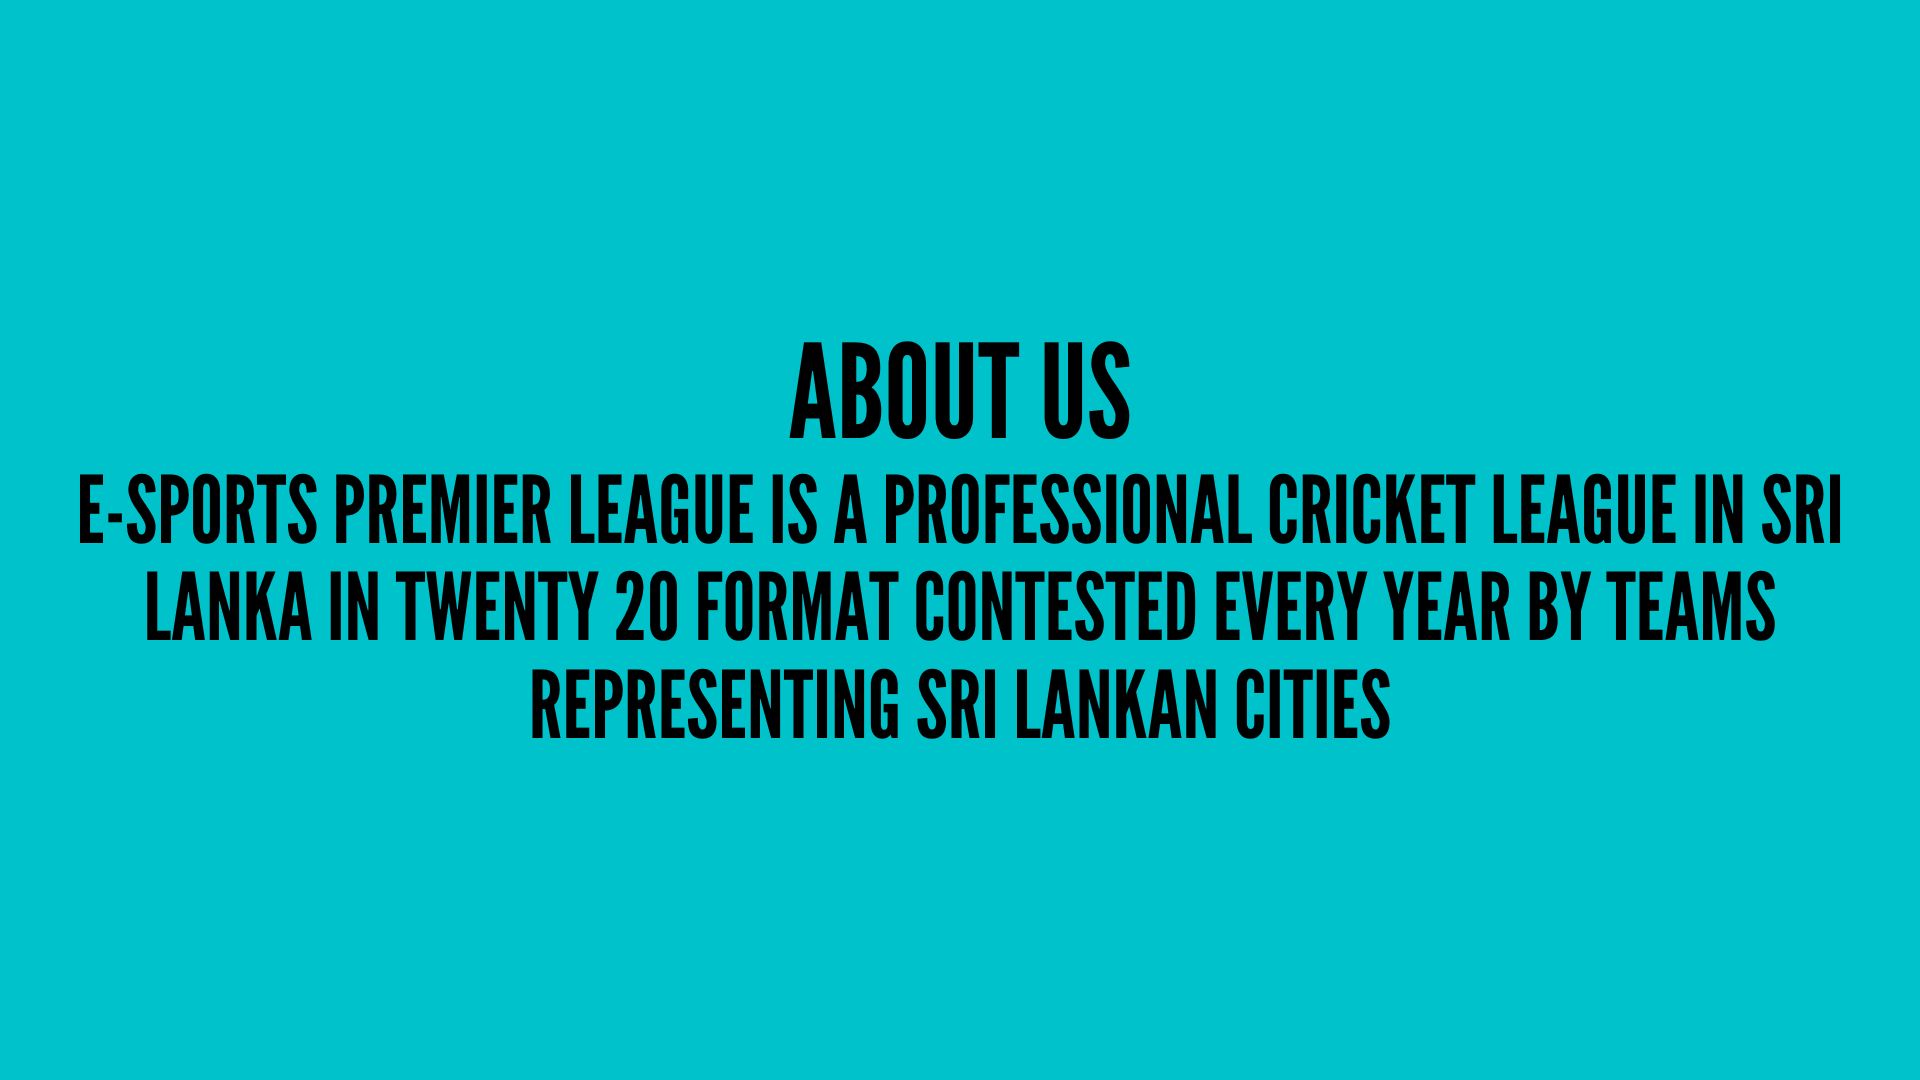 ABOUT US
E-SPORTS PREMIER LEAGUE IS A PROFESSIONAL CRICKET LEAGUE IN SRI
LANKA IN TWENTY 20 FORMAT CONTESTED EVERY YEAR BY TEAMS
REPRESENTING SRI LANKAN CITIES